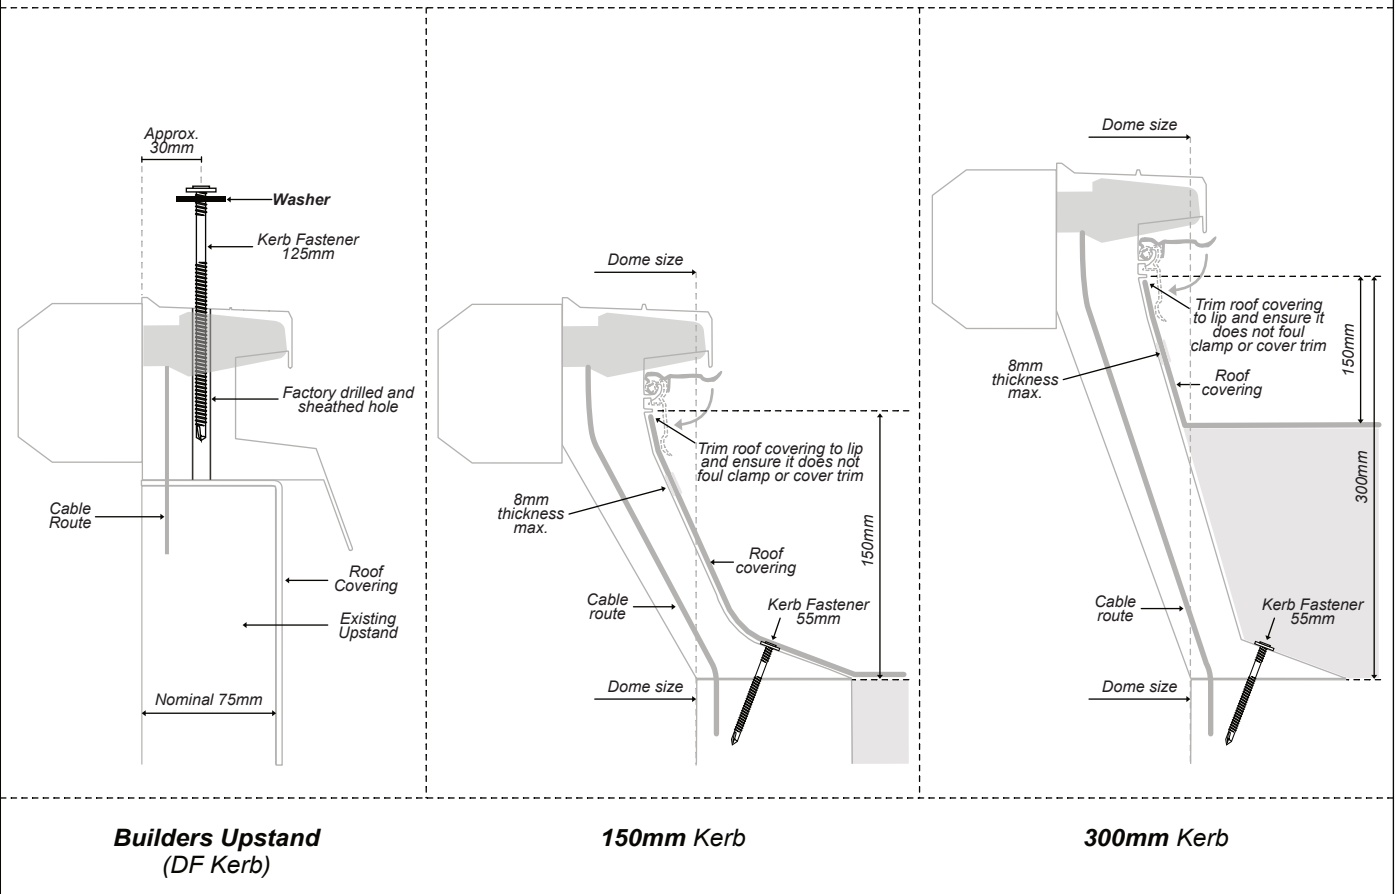 Approx.
30mm
Washer
Kerb Fastener
125mm
Factory drilled and
sheathed hole
Cable
Route
Roof
Covering
Existing
Upstand
Nominal 75mm
Builders Upstand
(DF Kerb)
Dome size
Trim roof covering to lip
and ensure it does not
foul clamp or cover trim
8mm
thickness
max.
150mm
Roof
covering
Cable
route
Kerb Fastener
55mm
Dome size
150mm Kerb
Dome size
Trim roof covering
to lip and ensure it
does not foul
clamp or cover trim
150mm
8mm
thickness
max.
Roof
covering
300mm
Cable
route
Kerb Fastener
55mm
Dome size
300mm Kerb